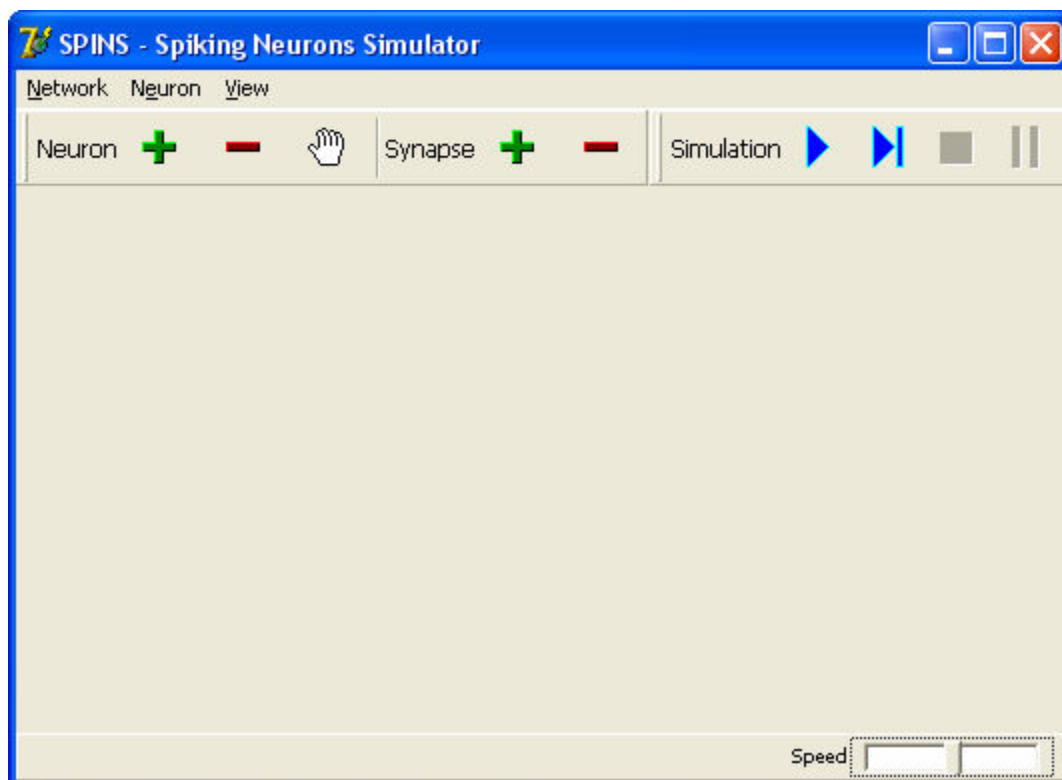 SPINS - Spiking Neurons Simulator
Network Neuron View
Neuron Synapse Simulation
Speed